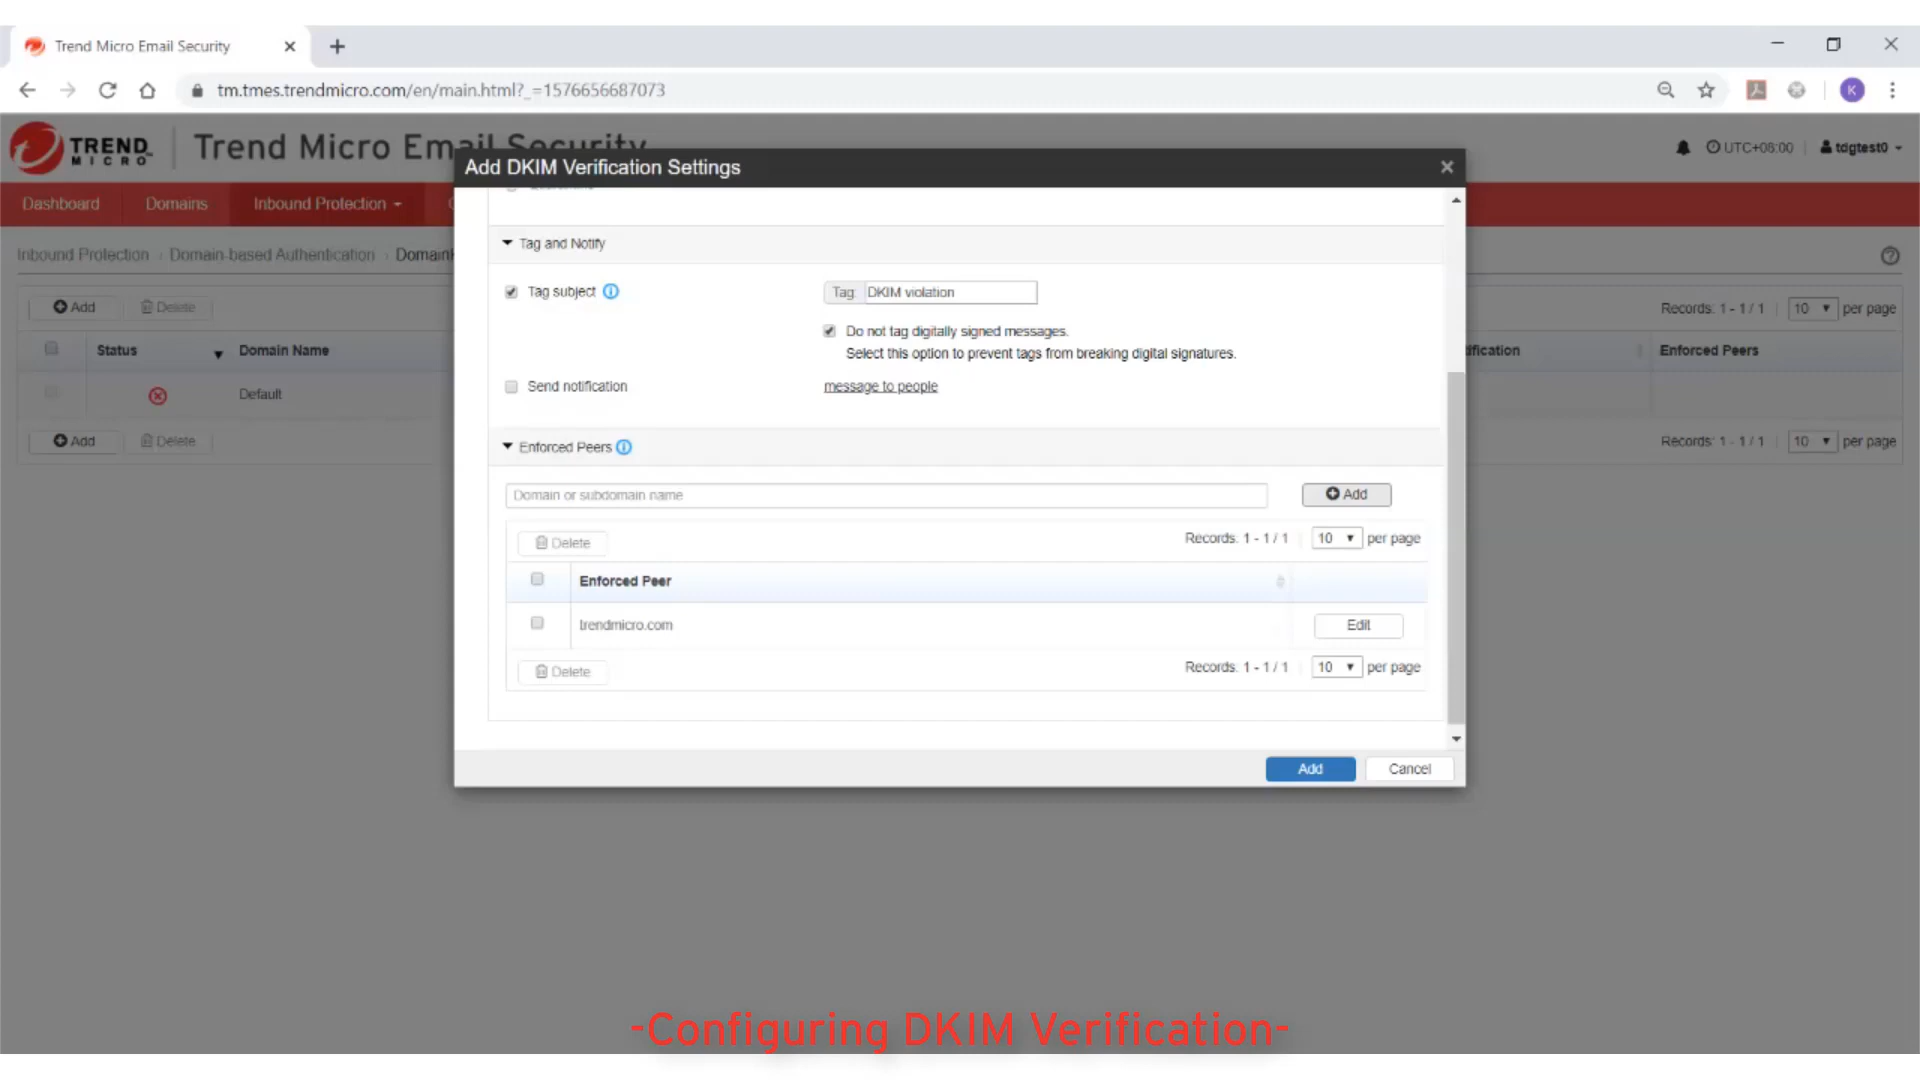 Trend Micro Email Security
tm.tmes.trendmicro.com/en/main.html?_=1576656687073
K
TREND MICRO
Trend Micro Email Security
UTC+08:00
tdgtest0
Add DKIM Verification Settings
Dashboard
Domains
Inbound Protection
Inbound Protection
Domain-based Authentication
Tag and Notify
Tag subject
Tag:
DKIM violation
Add
Delete
Records: 1 - 1 / 1
10
per page
Do not tag digitally signed messages.
Status
Domain Name
Select this option to prevent tags from breaking digital signatures.
Enforced Peers
Send notification
message to people
Default
Add
Delete
Records: 1 - 1 / 1
10
per page
Enforced Peers
Domain or subdomain name
Add
Delete
Records: 1 - 1 / 1
10
per page
Enforced Peer
trendmicro.com
Edit
Delete
Records: 1 - 1 / 1
10
per page
Add
Cancel
-Configuring DKIM Verification-